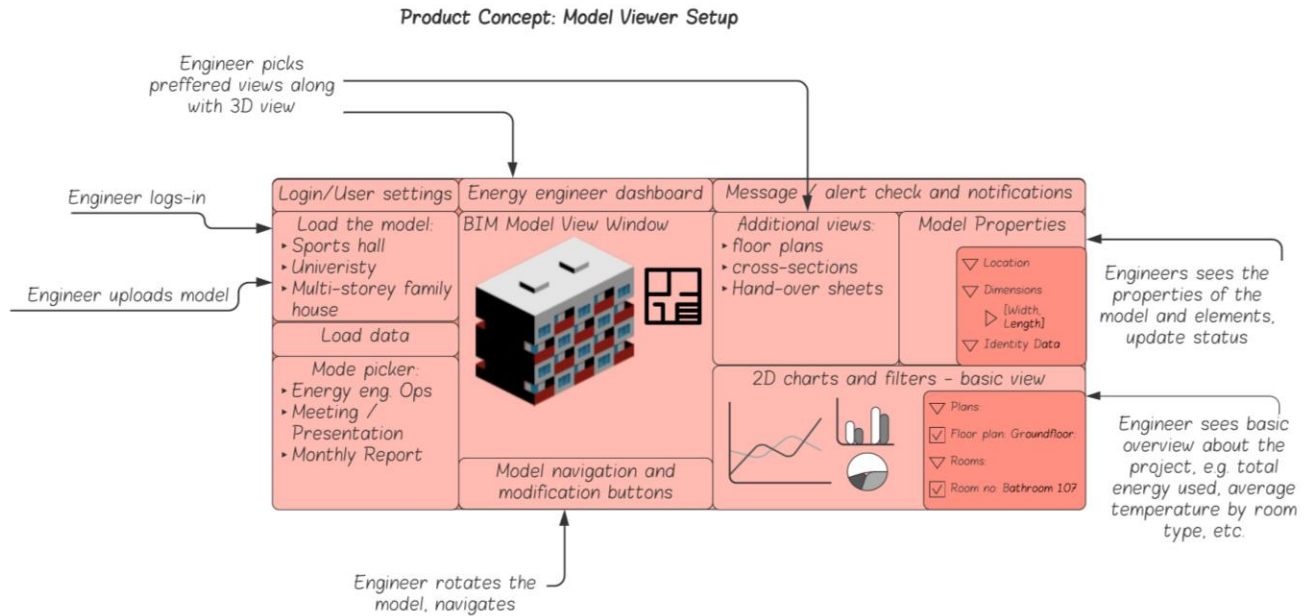 Product Concept: Model Viewer Setup
Engineer picks
preffered views along
with 3D view
Engineer logs-in
Engineer uploads model
Login/User settings
Energy engineer dashboard
Message / alert check and notifications
Load the model:
▸ Sports hall
▸ Univeristy
▸ Multi-storey family
house
Load data
Mode picker:
▸ Energy eng. Ops
▸ Meeting /
Presentation
▸ Monthly Report
BIM Model View Window
Model navigation and
modification buttons
Additional views:
▸ floor plans
▸ cross-sections
▸ Hand-over sheets
Model Properties
Location
Dimensions
[Width,
Length]
Identity Data
2D charts and filters - basic view
Plans:
Floor plan: Groundfloor:
Rooms:
Room no: Bathroom 107
Engineers sees the
properties of the
model and elements,
update status
Engineer sees basic
overview about the
project, e.g. total
energy used, average
temperature by room
type, etc.
Engineer rotates the
model, navigates